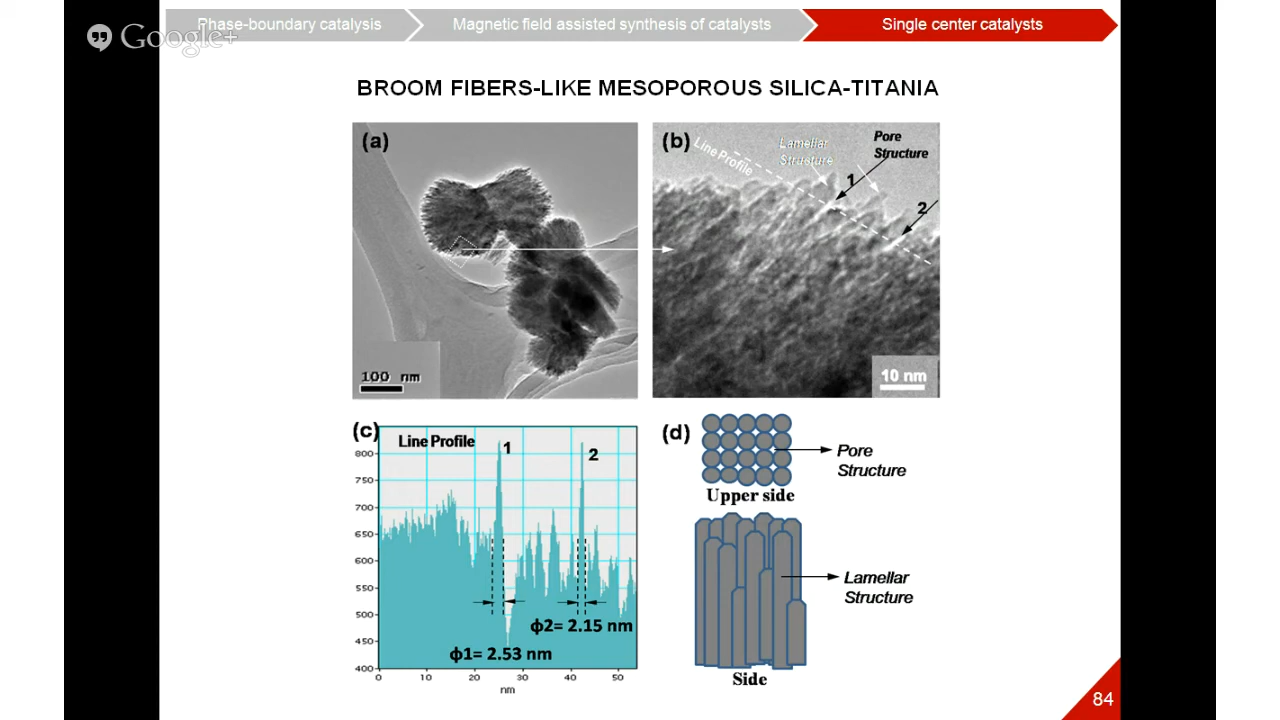 Phase-boundary catalysis
Magnetic field assisted synthesis of catalysts
Single center catalysts
Google+
BROOM FIBERS-LIKE MESOPOROUS SILICA-TITANIA
(a)
100 nm
(b)
Line Profile
Lamellar
Structure
Pore
Structure
1
2
10 nm
(c)
Line Profile
1
2
800
750
700
650
600
550
500
450
400
ϕ2= 2.15 nm
ϕ1= 2.53 nm
0 10 20 30 40 50
nm
(d)
Pore
Structure
Upper side
Lamellar
Structure
Side
84